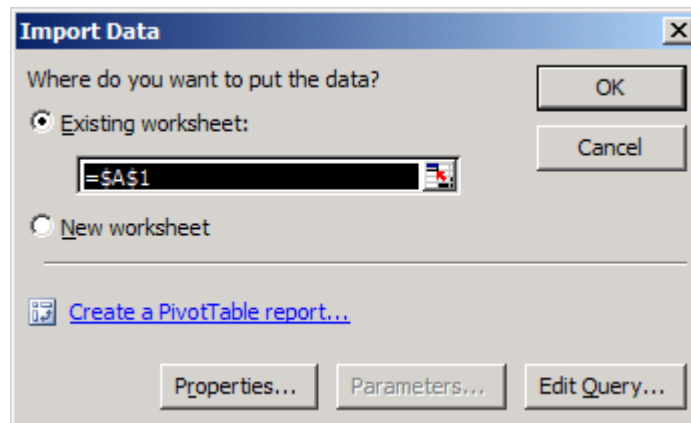 Import Data
Where do you want to put the data?
OK
Existing worksheet:
Cancel
=$A$1
New worksheet
Create a PivotTable report...
Properties...
Parameters...
Edit Query...